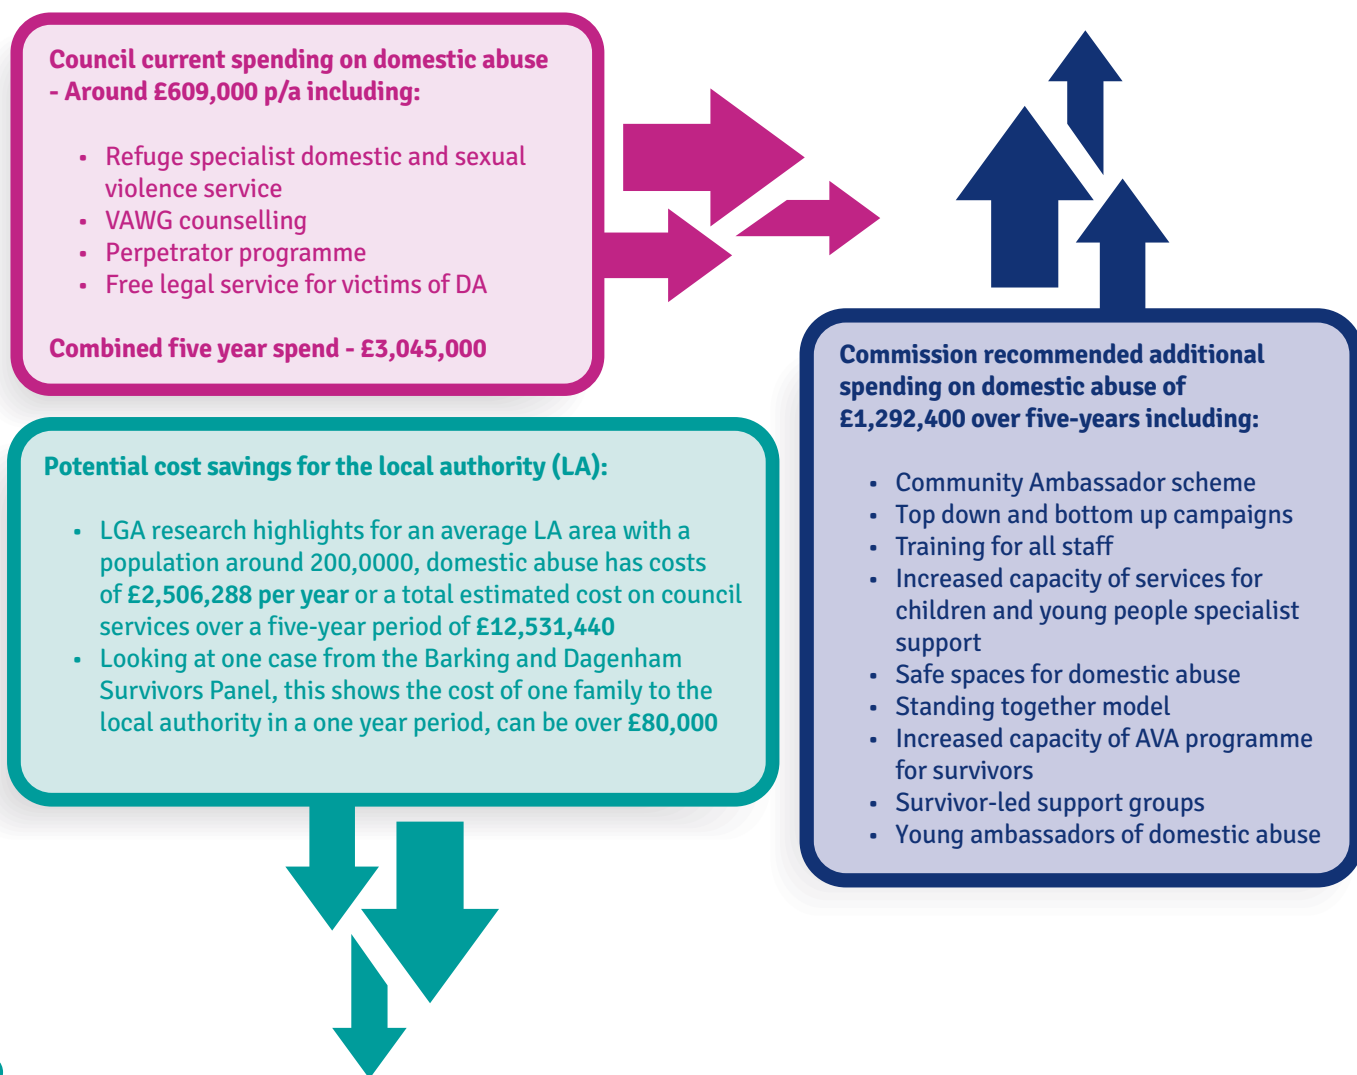 Council current spending on domestic abuse
- Around £609,000 p/a including:
• Refuge specialist domestic and sexual
violence service
• VAWG counselling
• Perpetrator programme
• Free legal service for victims of DA
Combined five year spend - £3,045,000
Potential cost savings for the local authority (LA):
• LGA research highlights for an average LA area with a
population around 200,0000, domestic abuse has costs
of £2,506,288 per year or a total estimated cost on council
services over a five-year period of £12,531,440
• Looking at one case from the Barking and Dagenham
Survivors Panel, this shows the cost of one family to the
local authority in a one year period, can be over £80,000
Commission recommended additional
spending on domestic abuse of
£1,292,400 over five-years including:
• Community Ambassador scheme
• Top down and bottom up campaigns
• Training for all staff
• Increased capacity of services for
children and young people specialist
support
• Safe spaces for domestic abuse
• Standing together model
• Increased capacity of AVA programme
for survivors
• Survivor-led support groups
• Young ambassadors of domestic abuse